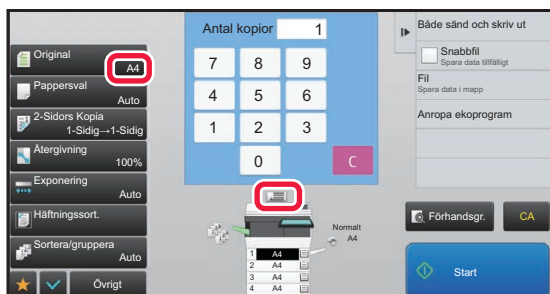 Original
A4
Pappersval
Auto
2-Sidors Kopia
1-Sidig→1-Sidig
Återgivning
100%
Exponering
Auto
Häftningssort.
Sortera/gruppera
Auto
Övrigt
Antal kopior 1
7 8 9
4 5 6
1 2 3
0 C
Normalt
A4
1 A4
2 A4
3 A4
4 A4
Både sänd och skriv ut
Snabbfil
Spara data tillfälligt
Fil
Spara data i mapp
Anropa ekoprogram
Förhandsgr.
CA
Start